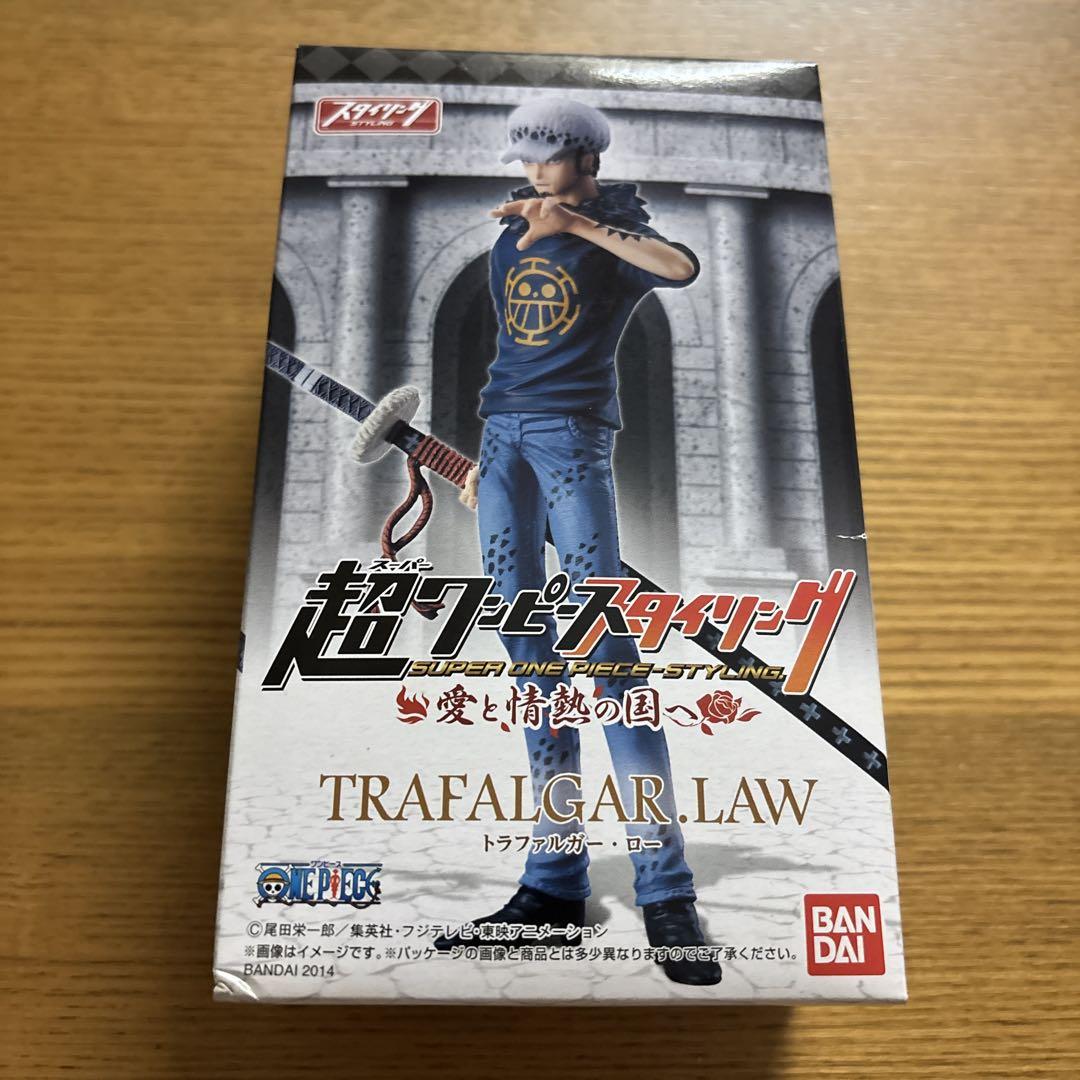 スタイリング
STYLING
スーパー
超ワンピーススタイリング
SUPER ONE PIECE-STYLING
愛と情熱の国へ
TRAFALGAR.LAW
トラファルガー・ロー
ワンピース
ONE PIECE
©尾田栄一郎／集英社・フジテレビ・東映アニメーション
※画像はイメージです。※パッケージの画像と商品とは多少異なりますのでご了承ください。
BANDAI 2014
BAN
DAI